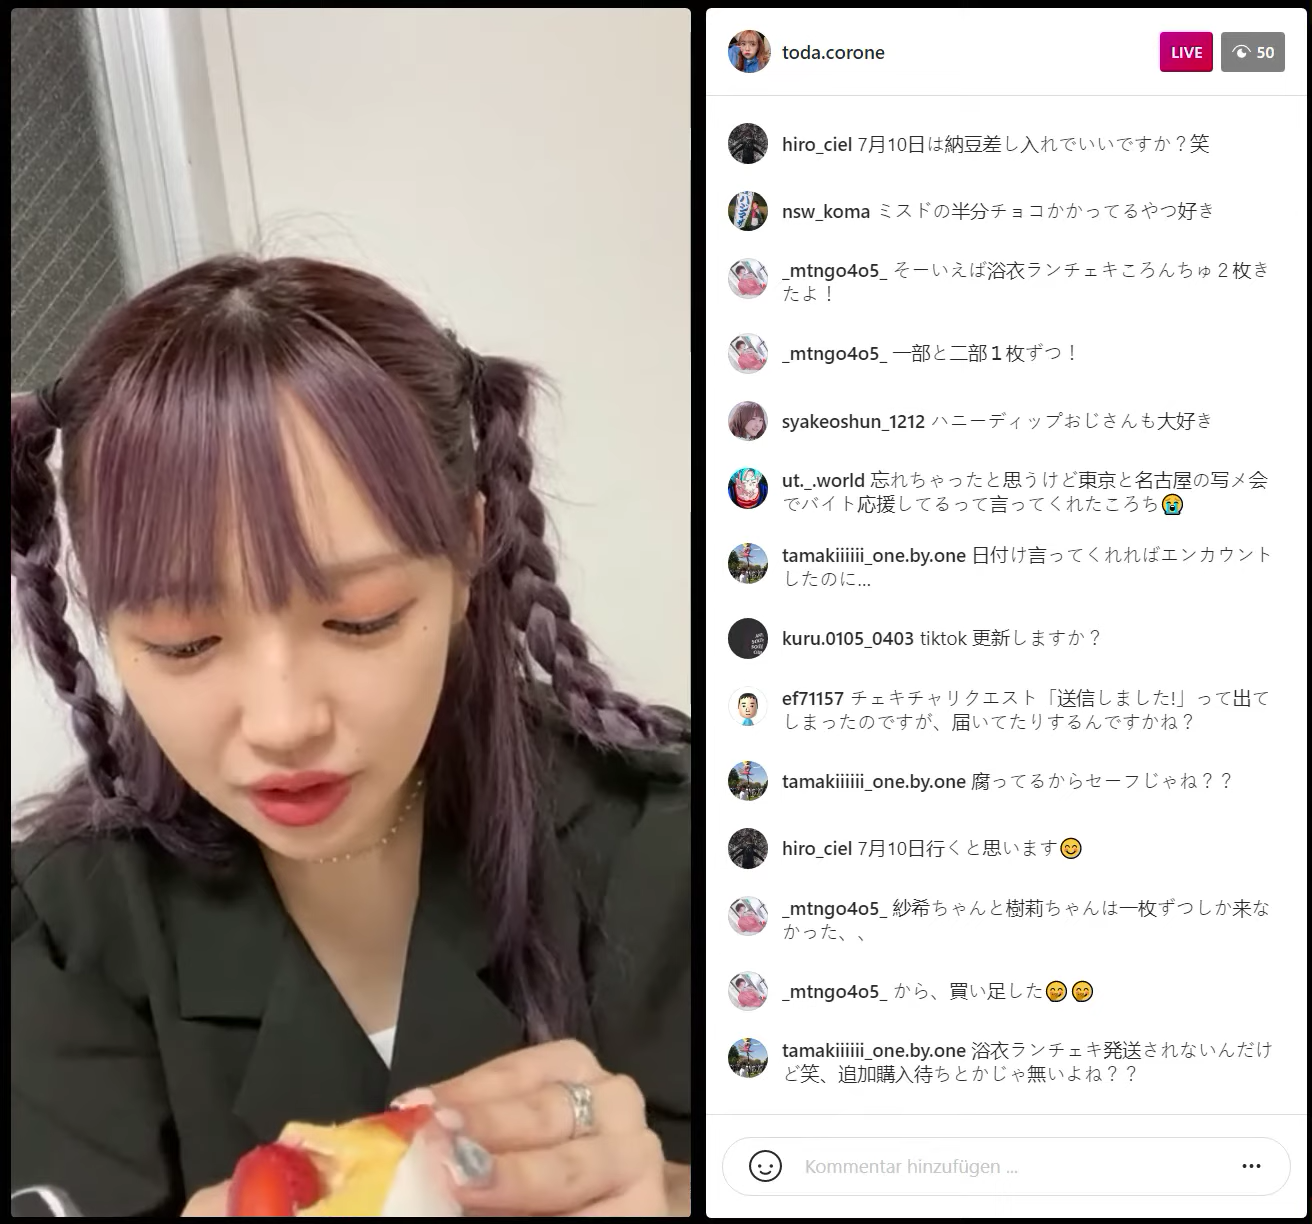 toda.corone
LIVE
50
hiro_ciel 7月10日は納豆差し入れでいいですか？笑
nsw_koma ミスドの半分チョコかかってるやつ好き
_mtngo4o5_ そーいえば浴衣ランチェキころんちゅ２枚き
たよ！
_mtngo4o5_ 一部と二部１枚ずつ！
syakeoshun_1212 ハニーディップおじさんも大好き
ut._.world 忘れちゃったと思うけど東京と名古屋の写メ会
でバイト応援してるって言ってくれたころち😭
tamakiiiiii_one.by.one 日付け言ってくれればエンカウント
したのに...
kuru.0105_0403 tiktok 更新しますか？
ef71157 チェキチャリクエスト「送信しました!」って出て
しまったのですが、届いてたりするんですかね？
tamakiiiiii_one.by.one 腐ってるからセーフじゃね？？
hiro_ciel 7月10日行くと思います😊
_mtngo4o5_ 紗希ちゃんと樹莉ちゃんは一枚ずつしか来な
かった、、
_mtngo4o5_ から、買い足した🤭🤭
tamakiiiiii_one.by.one 浴衣ランチェキ発送されないんだけ
ど笑、追加購入待ちとかじゃ無いよね？？
Kommentar hinzufügen ...